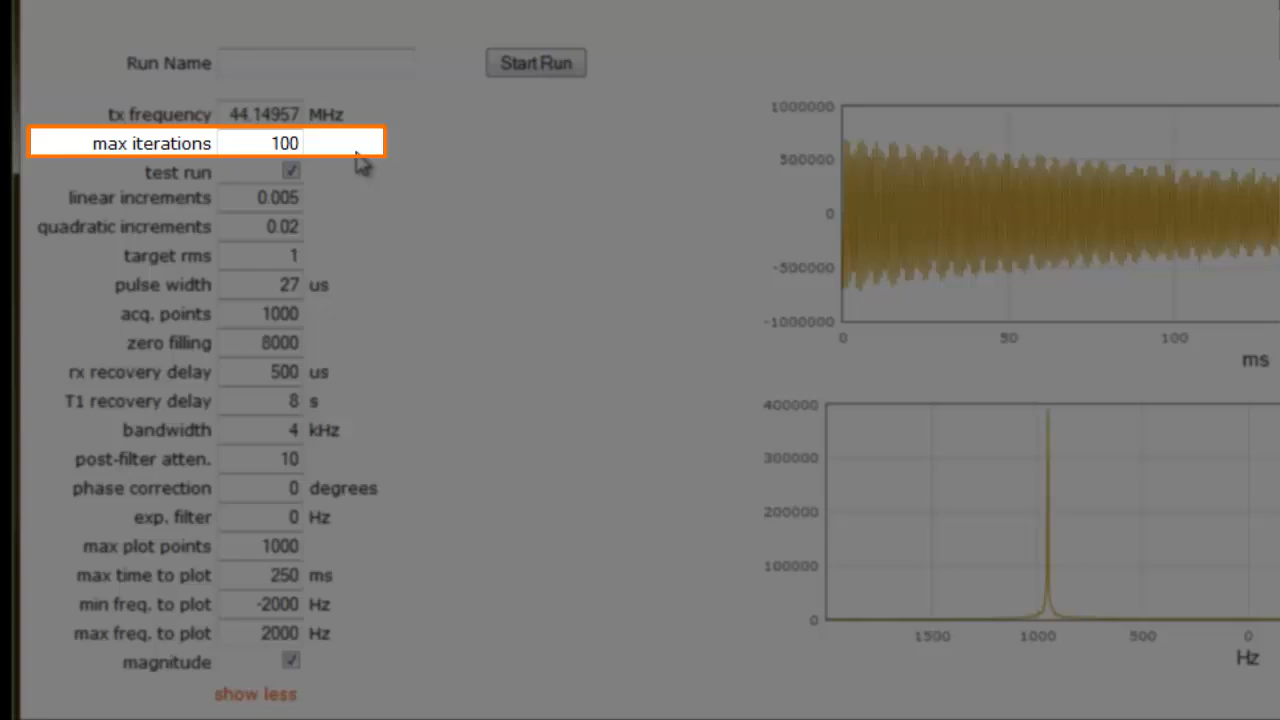 Run Name
Start Run
tx frequency 44.14957 MHz
max iterations 100
test run
linear increments 0.005
quadratic increments 0.02
target rms 1
pulse width 27 us
acq. points 1000
zero filling 8000
rx recovery delay 500 us
T1 recovery delay 8 s
bandwidth 4 kHz
post-filter atten. 10
phase correction 0 degrees
exp. filter 0 Hz
max plot points 1000
max time to plot 250 ms
min freq. to plot -2000 Hz
max freq. to plot 2000 Hz
magnitude
show less
1000000
500000
0
-500000
-1000000
0 50 100
ms
400000
300000
200000
100000
0
1500 1000 500 0
Hz